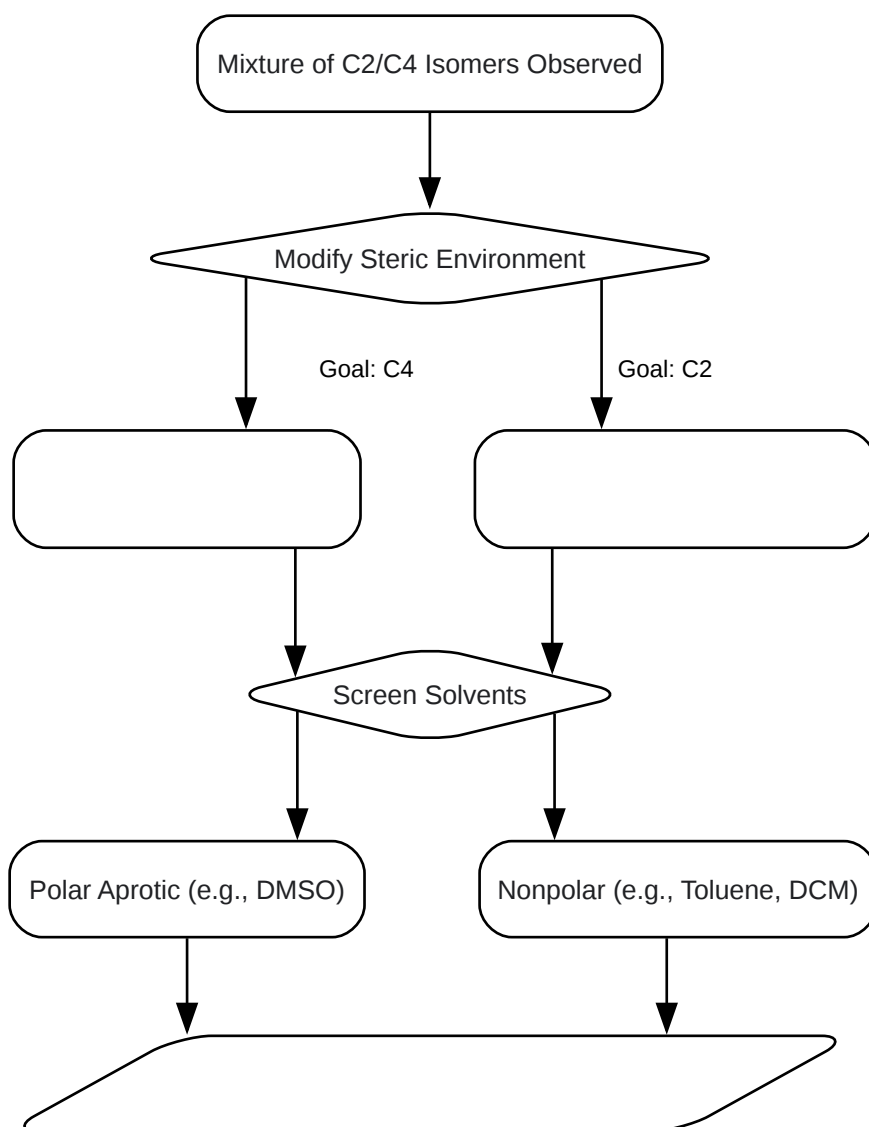 Mixture of C2/C4 Isomers Observed
Modify Steric Environment
Goal: C4
Goal: C2
Screen Solvents
Polar Aprotic (e.g., DMSO)
Nonpolar (e.g., Toluene, DCM)